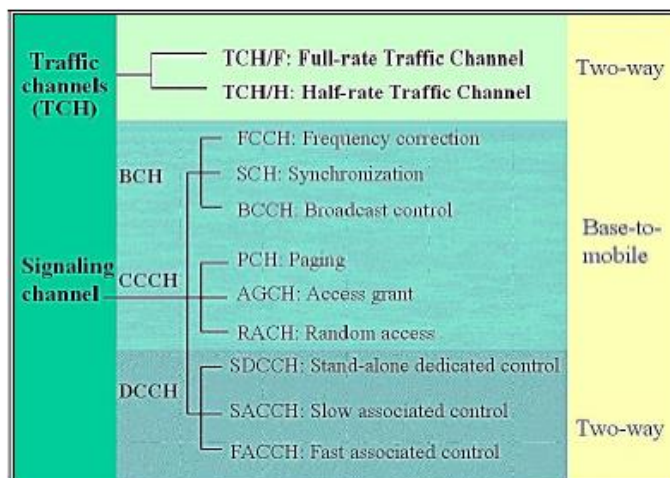 Traffic
channels
(TCH)
TCH/F: Full-rate Traffic Channel
TCH/H: Half-rate Traffic Channel
Two-way
BCH
FCCH: Frequency correction
SCH: Synchronization
BCCH: Broadcast control
Base-to-
mobile
Signaling
channel
CCCH
PCH: Paging
AGCH: Access grant
RACH: Random access
DCCH
SDCCH: Stand-alone dedicated control
SACCH: Slow associated control
FACCH: Fast associated control
Two-way